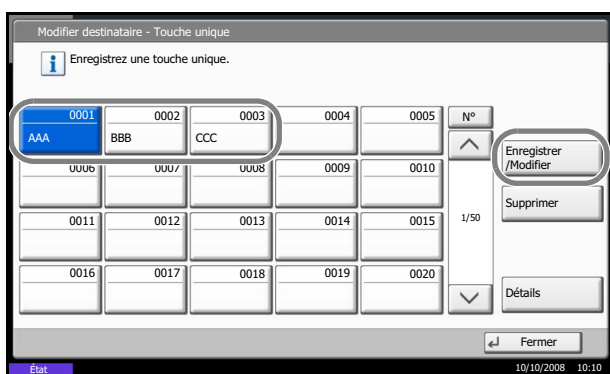 Modifier destinataire - Touche unique
Enregistrez une touche unique.
0001 0002 0003 0004 0005 N°
AAA BBB CCC
Enregistrer
/Modifier
0006 0007 0008 0009 0010
Supprimer
0011 0012 0013 0014 0015 1/50
0016 0017 0018 0019 0020
Détails
Fermer
État 10/10/2008 10:10